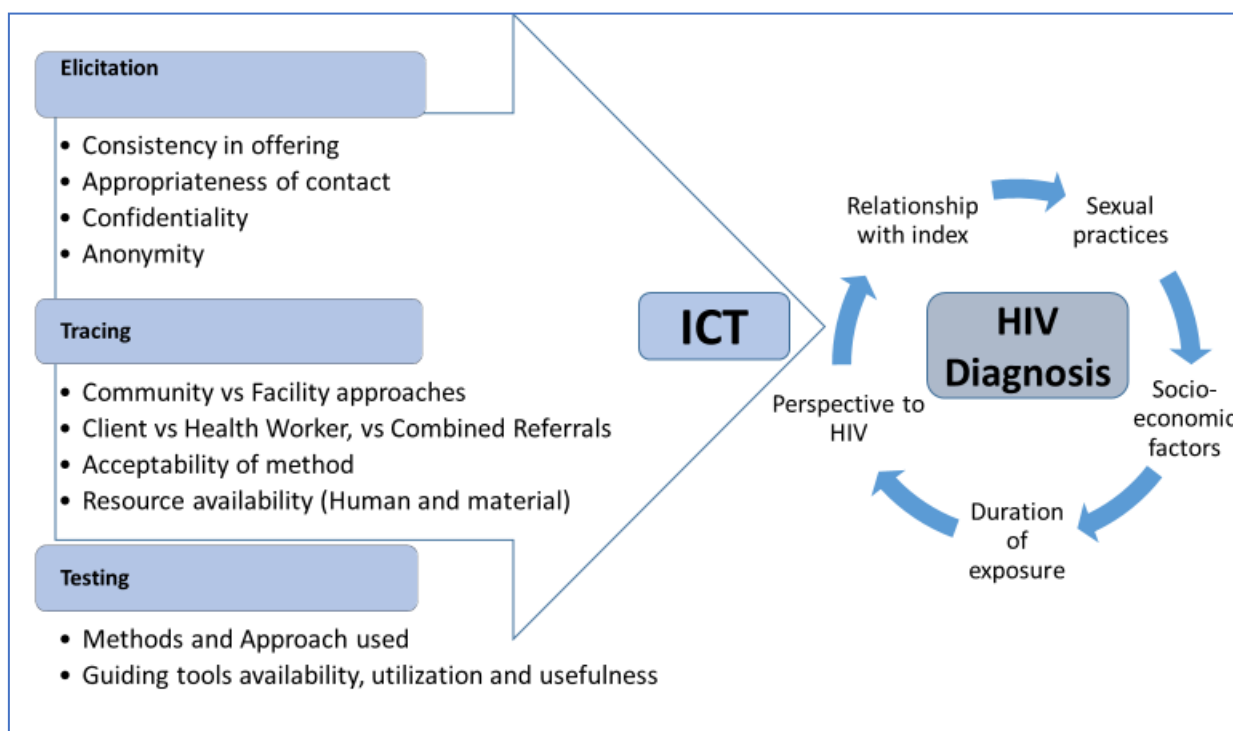 Elicitation
• Consistency in offering
• Appropriateness of contact
• Confidentiality
• Anonymity
Tracing
• Community vs Facility approaches
• Client vs Health Worker, vs Combined Referrals
• Acceptability of method
• Resource availability (Human and material)
Testing
• Methods and Approach used
• Guiding tools availability, utilization and usefulness
ICT
Relationship
with index
Sexual
practices
HIV
Diagnosis
Socio-
economic
factors
Duration
of
exposure
Perspective to
HIV